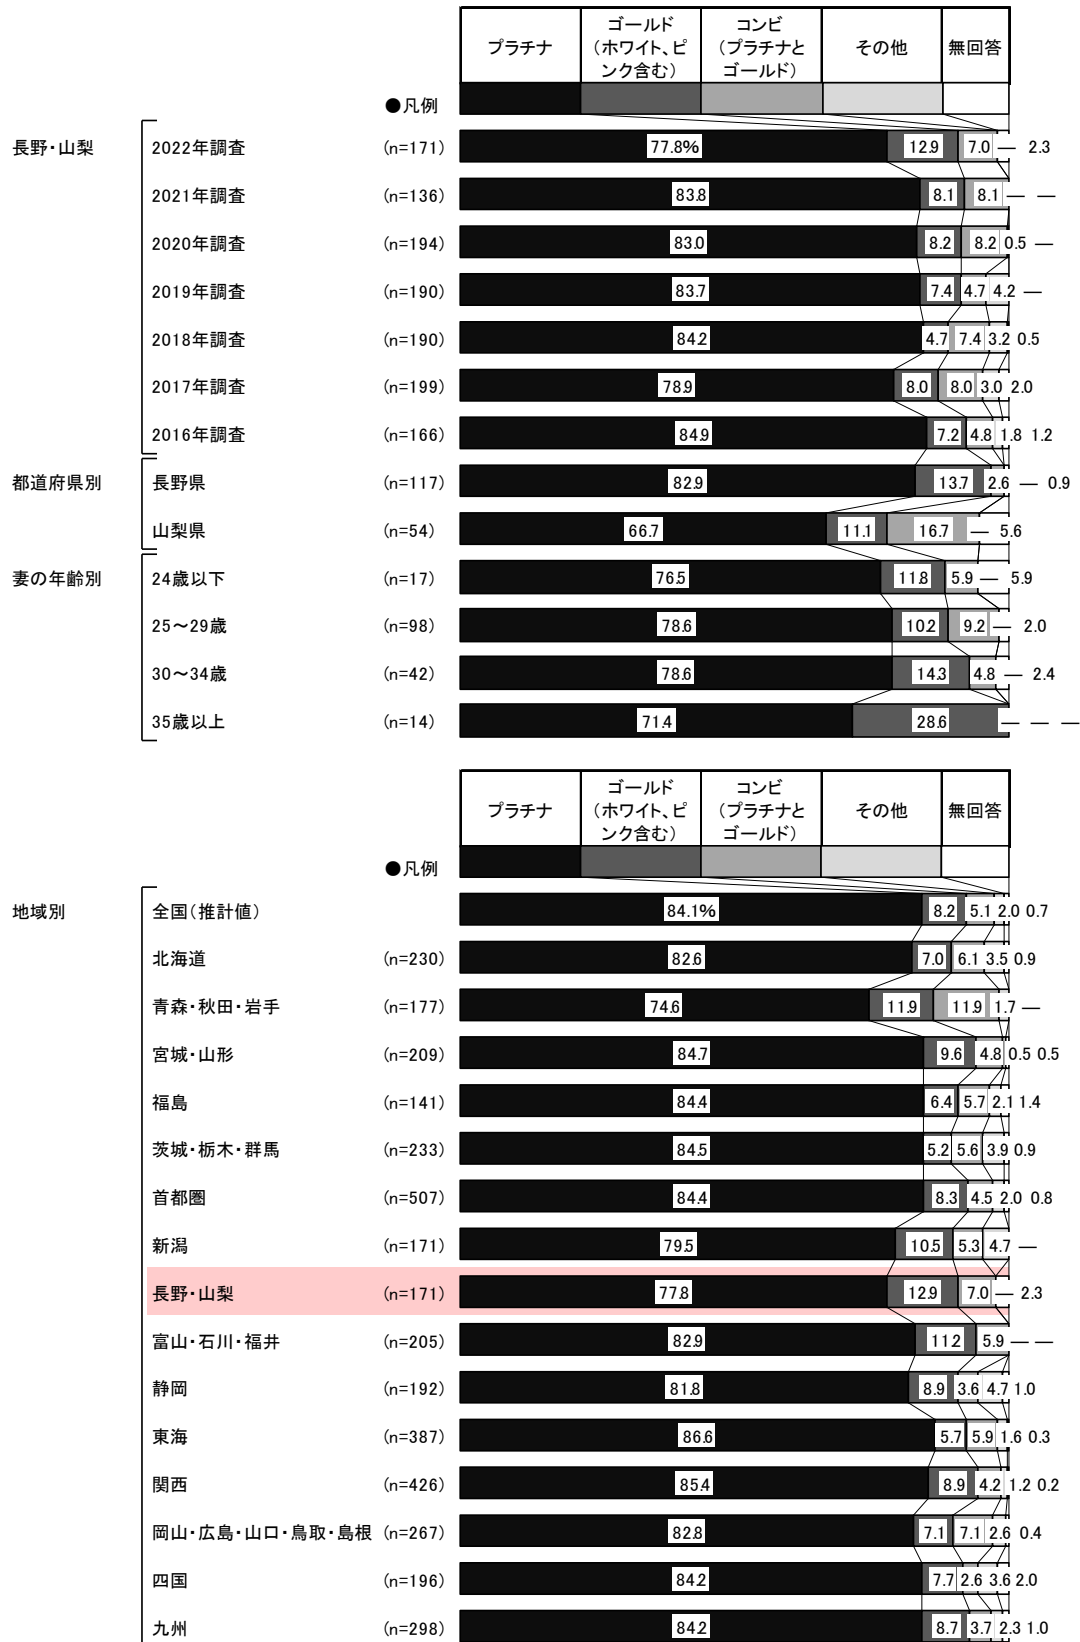 プラチナ ゴールド(ホワイト、ピンク含む) コンビ(プラチナとゴールド) その他 無回答
●凡例
長野・山梨 2022年調査 (n=171) 77.8% 12.9 7.0 — 2.3
2021年調査 (n=136) 83.8 8.1 8.1 — —
2020年調査 (n=194) 83.0 8.2 8.2 0.5 —
2019年調査 (n=190) 83.7 7.4 4.7 4.2 —
2018年調査 (n=190) 84.2 4.7 7.4 3.2 0.5
2017年調査 (n=199) 78.9 8.0 8.0 3.0 2.0
2016年調査 (n=166) 84.9 7.2 4.8 1.8 1.2
都道府県別 長野県 (n=117) 82.9 13.7 2.6 — 0.9
山梨県 (n=54) 66.7 11.1 16.7 — 5.6
妻の年齢別 24歳以下 (n=17) 76.5 11.8 5.9 — 5.9
25～29歳 (n=98) 78.6 10.2 9.2 — 2.0
30～34歳 (n=42) 78.6 14.3 4.8 — 2.4
35歳以上 (n=14) 71.4 28.6 — — —
プラチナ ゴールド(ホワイト、ピンク含む) コンビ(プラチナとゴールド) その他 無回答
●凡例
地域別 全国(推計値) 84.1% 8.2 5.1 2.0 0.7
北海道 (n=230) 82.6 7.0 6.1 3.5 0.9
青森・秋田・岩手 (n=177) 74.6 11.9 11.9 1.7 —
宮城・山形 (n=209) 84.7 9.6 4.8 0.5 0.5
福島 (n=141) 84.4 6.4 5.7 2.1 1.4
茨城・栃木・群馬 (n=233) 84.5 5.2 5.6 3.9 0.9
首都圏 (n=507) 84.4 8.3 4.5 2.0 0.8
新潟 (n=171) 79.5 10.5 5.3 4.7 —
長野・山梨 (n=171) 77.8 12.9 7.0 — 2.3
富山・石川・福井 (n=205) 82.9 11.2 5.9 — —
静岡 (n=192) 81.8 8.9 3.6 4.7 1.0
東海 (n=387) 86.6 5.7 5.9 1.6 0.3
関西 (n=426) 85.4 8.9 4.2 1.2 0.2
岡山・広島・山口・鳥取・島根 (n=267) 82.8 7.1 7.1 2.6 0.4
四国 (n=196) 84.2 7.7 2.6 3.6 2.0
九州 (n=298) 84.2 8.7 3.7 2.3 1.0